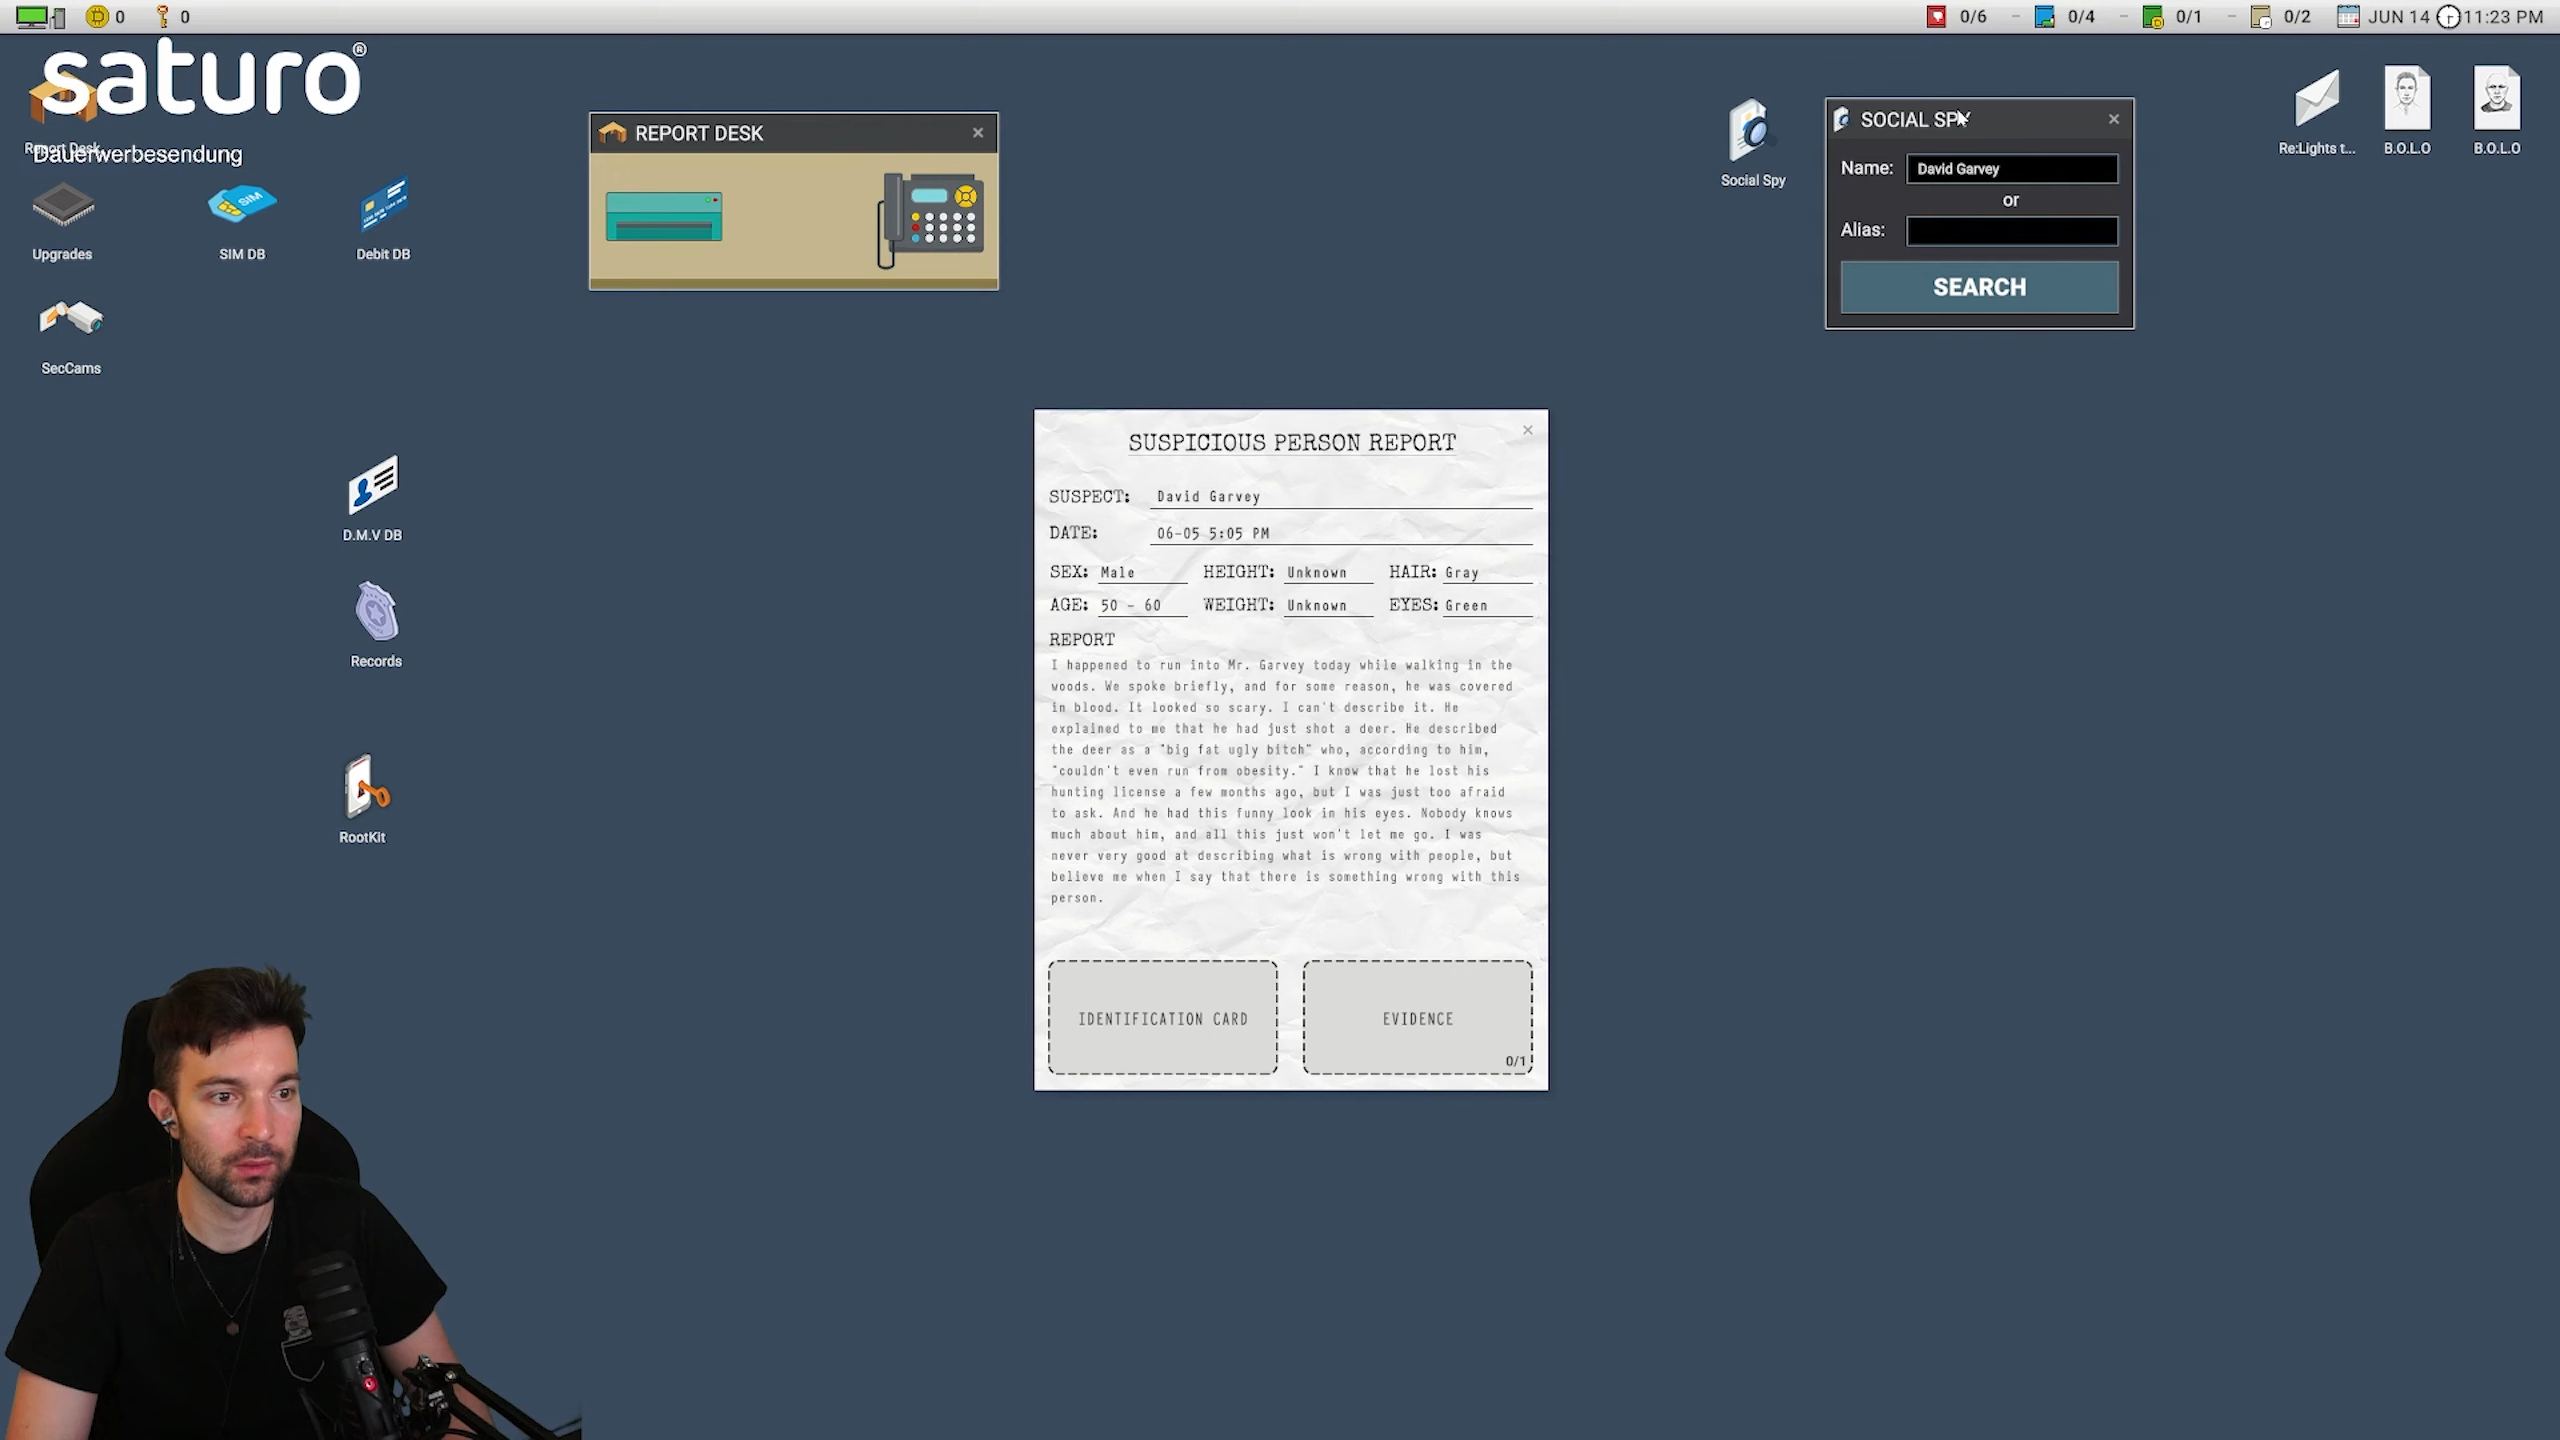 0
0
0/6
0/4
0/1
0/2
JUN 14
11:23 PM
saturo®
Dauerwerbesendung
Report Desk
Upgrades
SIM DB
Debit DB
SecCams
D.M.V DB
Records
RootKit
REPORT DESK
Social Spy
SOCIAL SPY
Name: David Garvey
or
Alias:
SEARCH
Re:Lights t...
B.O.L.O
B.O.L.O
SUSPICIOUS PERSON REPORT
SUSPECT: David Garvey
DATE: 06-05 5:05 PM
SEX: Male HEIGHT: Unknown HAIR: Gray
AGE: 50 - 60 WEIGHT: Unknown EYES: Green
REPORT
I happened to run into Mr. Garvey today while walking in the
woods. We spoke briefly, and for some reason, he was covered
in blood. It looked so scary. I can't describe it. He
explained to me that he had just shot a deer. He described
the deer as a "big fat ugly bitch" who, according to him,
"couldn't even run from obesity." I know that he lost his
hunting license a few months ago, but I was just too afraid
to ask. And he had this funny look in his eyes. Nobody knows
much about him, and all this just won't let me go. I was
never very good at describing what is wrong with people, but
believe me when I say that there is something wrong with this
person.
IDENTIFICATION CARD
EVIDENCE
0/1